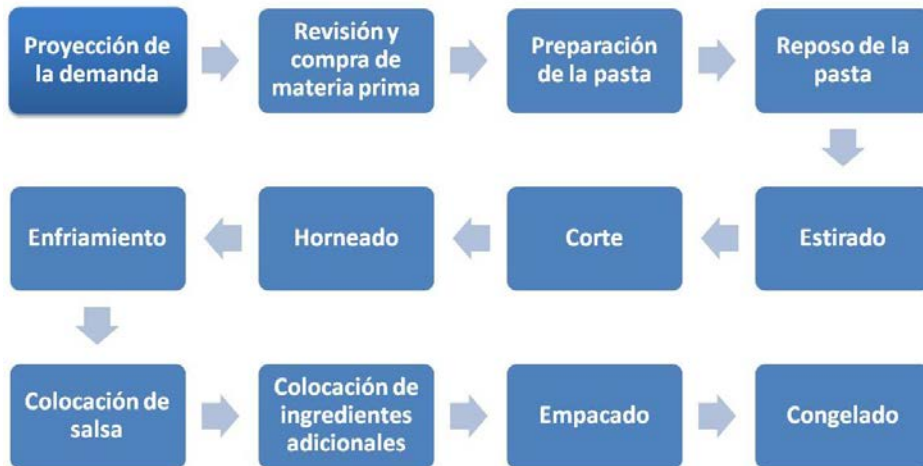 Proyección de
la demanda
Revisión y
compra de
materia prima
Preparación
de la pasta
Reposo de la
pasta
Estirado
Corte
Horneado
Enfriamiento
Colocación de
salsa
Colocación de
ingredientes
adicionales
Empacado
Congelado